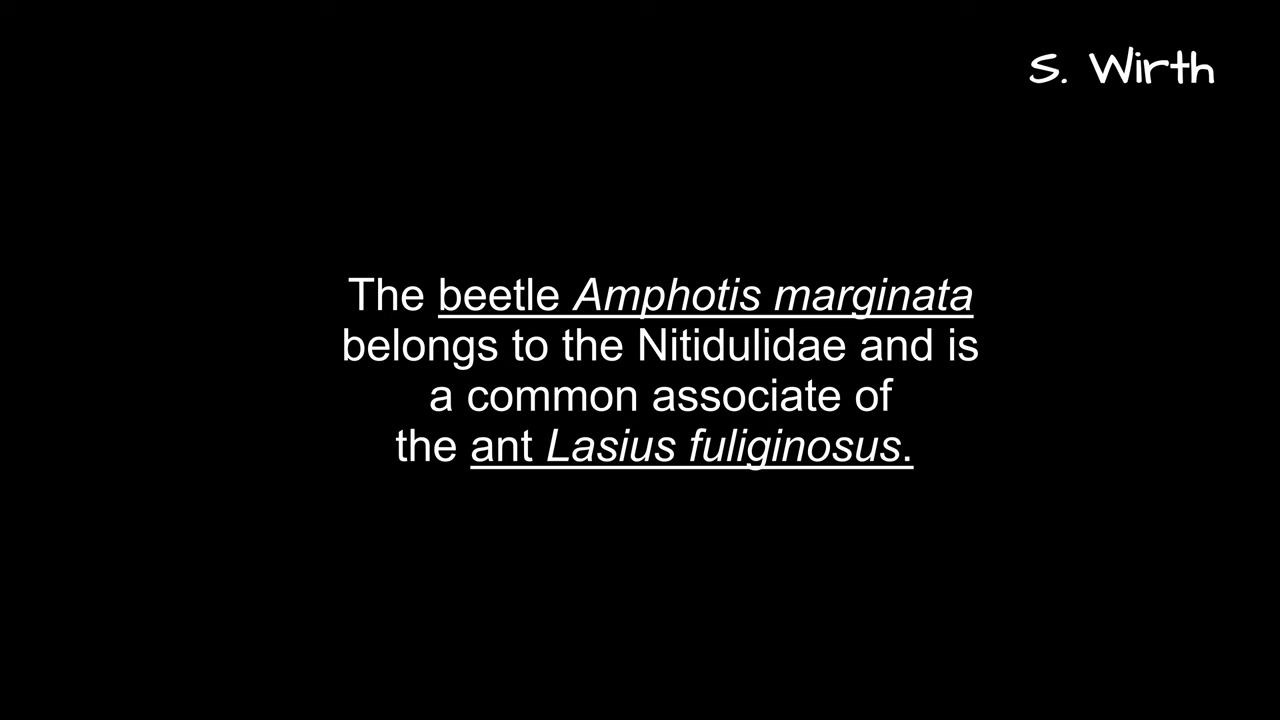 S. Wirth
The beetle Amphotis marginata
belongs to the Nitidulidae and is
a common associate of
the ant Lasius fuliginosus.